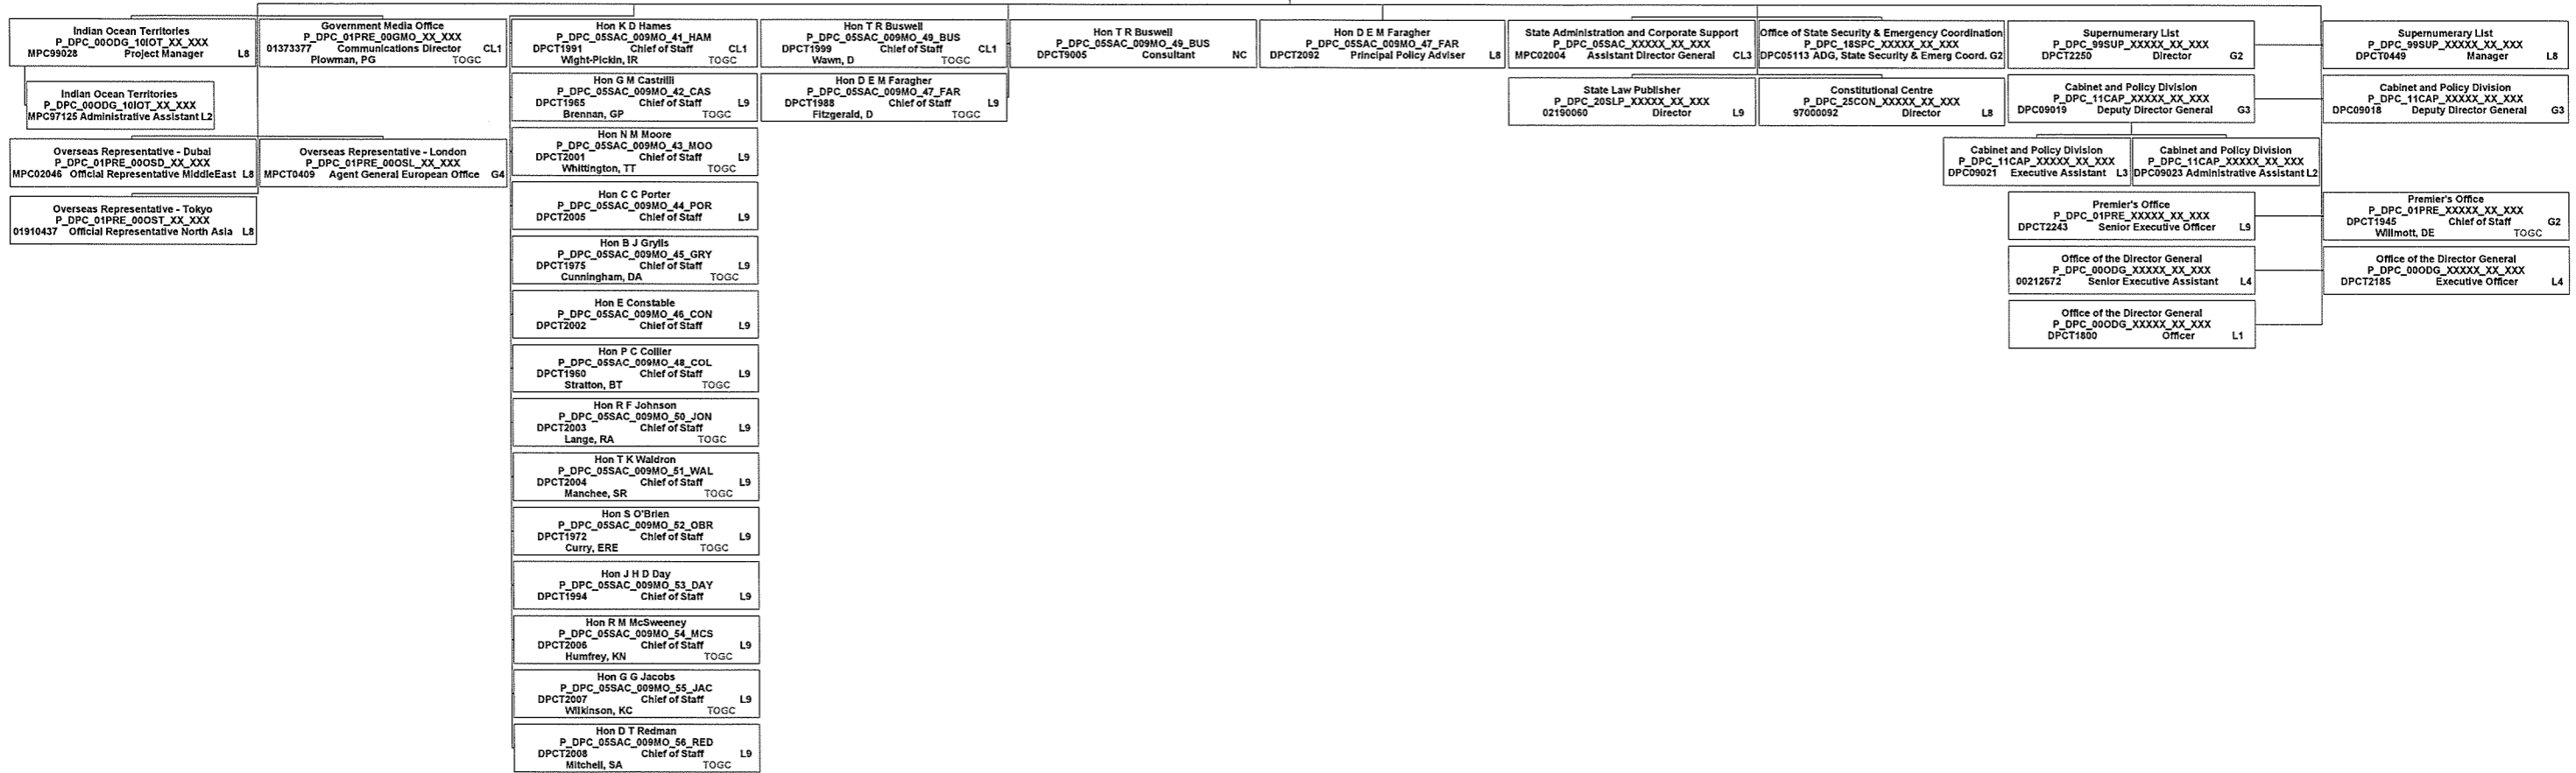 Indian Ocean Territories
P_DPC_00ODG_10IOT_XX_XXX
MPC99028 Project Manager L8
Indian Ocean Territories
P_DPC_00ODG_10IOT_XX_XXX
MPC97125 Administrative Assistant L2
Overseas Representative - Dubai
P_DPC_01PRE_00OSD_XX_XXX
MPC02046 Official Representative MiddleEast L8
Overseas Representative - Tokyo
P_DPC_01PRE_00OST_XX_XXX
01910437 Official Representative North Asia L8
Government Media Office
P_DPC_01PRE_00GMO_XX_XXX
01373377 Communications Director CL1
Plowman, PG TOGC
Overseas Representative - London
P_DPC_01PRE_00OSL_XX_XXX
MPCT0409 Agent General European Office G4
Hon K D Hames
P_DPC_05SAC_009MO_41_HAM
DPCT1991 Chief of Staff CL1
Wight-Pickin, IR TOGC
Hon G M Castrilli
P_DPC_05SAC_009MO_42_CAS
DPCT1965 Chief of Staff L9
Brennan, GP TOGC
Hon N M Moore
P_DPC_05SAC_009MO_43_MOO
DPCT2001 Chief of Staff L9
Whittington, TT TOGC
Hon C C Porter
P_DPC_05SAC_009MO_44_POR
DPCT2005 Chief of Staff L9
Hon B J Grylls
P_DPC_05SAC_009MO_45_GRY
DPCT1975 Chief of Staff L9
Cunningham, DA TOGC
Hon E Constable
P_DPC_05SAC_009MO_46_CON
DPCT2002 Chief of Staff L9
Hon P C Collier
P_DPC_05SAC_009MO_48_COL
DPCT1960 Chief of Staff L9
Stratton, BT TOGC
Hon R F Johnson
P_DPC_05SAC_009MO_50_JON
DPCT2003 Chief of Staff L9
Lange, RA TOGC
Hon T K Waldron
P_DPC_05SAC_009MO_51_WAL
DPCT2004 Chief of Staff L9
Manchee, SR TOGC
Hon S O'Brien
P_DPC_05SAC_009MO_52_OBR
DPCT1972 Chief of Staff L9
Curry, ERE TOGC
Hon J H D Day
P_DPC_05SAC_009MO_53_DAY
DPCT1994 Chief of Staff L9
Hon R M McSweeney
P_DPC_05SAC_009MO_54_MCS
DPCT2006 Chief of Staff L9
Humfrey, KN TOGC
Hon G G Jacobs
P_DPC_05SAC_009MO_55_JAC
DPCT2007 Chief of Staff L9
Wilkinson, KC TOGC
Hon D T Redman
P_DPC_05SAC_009MO_56_RED
DPCT2008 Chief of Staff L9
Mitchell, SA TOGC
Hon T R Buswell
P_DPC_05SAC_009MO_49_BUS
DPCT1999 Chief of Staff CL1
Wawn, D TOGC
Hon D E M Faragher
P_DPC_05SAC_009MO_47_FAR
DPCT1988 Chief of Staff L9
Fitzgerald, D TOGC
Hon T R Buswell
P_DPC_05SAC_009MO_49_BUS
DPCT9005 Consultant NC
Hon D E M Faragher
P_DPC_05SAC_009MO_47_FAR
DPCT2092 Principal Policy Adviser L8
State Administration and Corporate Support
P_DPC_05SAC_XXXXX_XX_XXX
MPC02004 Assistant Director General CL3
State Law Publisher
P_DPC_20SLP_XXXXX_XX_XXX
02190060 Director L9
Office of State Security & Emergency Coordination
P_DPC_18SPC_XXXXX_XX_XXX
DPC05113 ADG, State Security & Emerg Coord. G2
Constitutional Centre
P_DPC_25CON_XXXXX_XX_XXX
97000092 Director L8
Supernumerary List
P_DPC_99SUP_XXXXX_XX_XXX
DPCT2250 Director G2
Cabinet and Policy Division
P_DPC_11CAP_XXXXX_XX_XXX
DPC09019 Deputy Director General G3
Cabinet and Policy Division
P_DPC_11CAP_XXXXX_XX_XXX
DPC09021 Executive Assistant L3
Cabinet and Policy Division
P_DPC_11CAP_XXXXX_XX_XXX
DPC09023 Administrative Assistant L2
Premier's Office
P_DPC_01PRE_XXXXX_XX_XXX
DPCT2243 Senior Executive Officer L9
Office of the Director General
P_DPC_00ODG_XXXXX_XX_XXX
00212672 Senior Executive Assistant L4
Office of the Director General
P_DPC_00ODG_XXXXX_XX_XXX
DPCT1800 Officer L1
Supernumerary List
P_DPC_99SUP_XXXXX_XX_XXX
DPCT0449 Manager L8
Cabinet and Policy Division
P_DPC_11CAP_XXXXX_XX_XXX
DPC09018 Deputy Director General G3
Premier's Office
P_DPC_01PRE_XXXXX_XX_XXX
DPCT1945 Chief of Staff G2
Willmott, DE TOGC
Office of the Director General
P_DPC_00ODG_XXXXX_XX_XXX
DPCT2185 Executive Officer L4